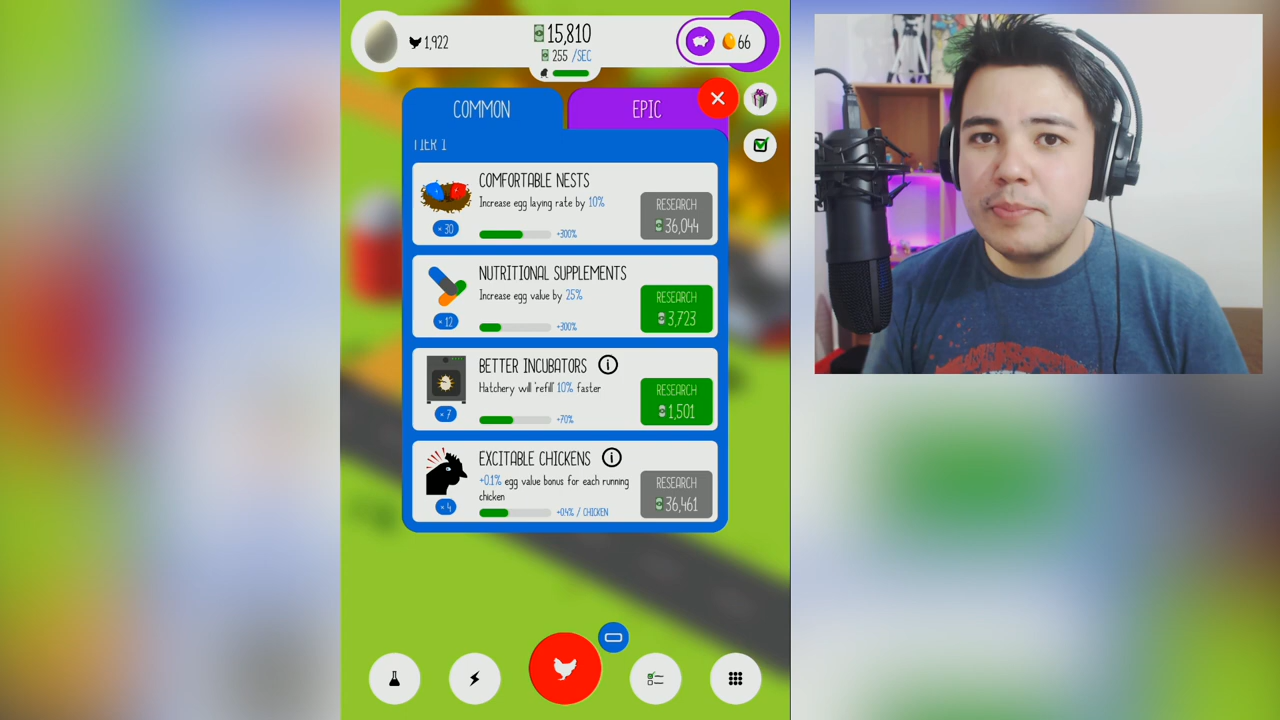 1,922
15,810
255 /SEC
66
COMMON
EPIC
TIER 1
COMFORTABLE NESTS
Increase egg laying rate by 10%
× 30
+300%
RESEARCH
36,044
NUTRITIONAL SUPPLEMENTS
Increase egg value by 25%
× 12
+300%
RESEARCH
3,723
BETTER INCUBATORS
Hatchery will 'refill' 10% faster
× 7
+70%
RESEARCH
1,501
EXCITABLE CHICKENS
+0.1% egg value bonus for each running
chicken
× 4
+0.4% / CHICKEN
RESEARCH
36,461